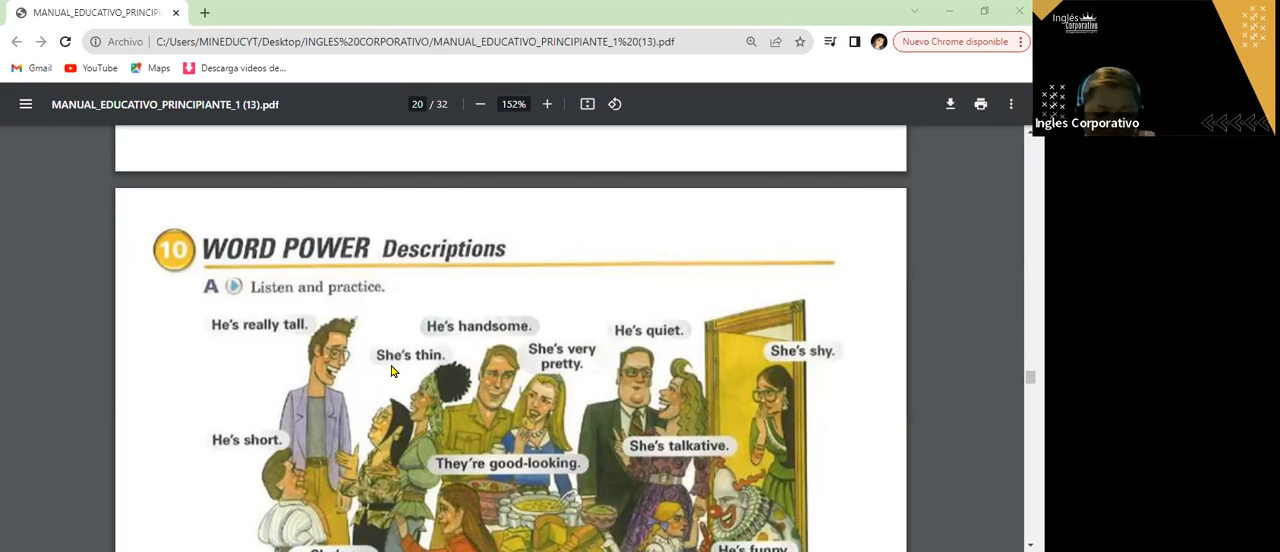 MANUAL_EDUCATIVO_PRINCIPI
Archivo
C:/Users/MINEDUCYT/Desktop/INGLES%20CORPORATIVO/MANUAL_EDUCATIVO_PRINCIPIANTE_1%20(13).pdf
Nuevo Chrome disponible
Gmail
YouTube
Maps
Descarga videos de...
MANUAL_EDUCATIVO_PRINCIPIANTE_1 (13).pdf
20 / 32
152%
Inglés
Corporativo
Ingles Corporativo
10 WORD POWER Descriptions
A Listen and practice.
He's really tall.
He's handsome.
He's quiet.
She's thin.
She's very
pretty.
She's shy.
He's short.
She's talkative.
They're good-looking.
He's funny